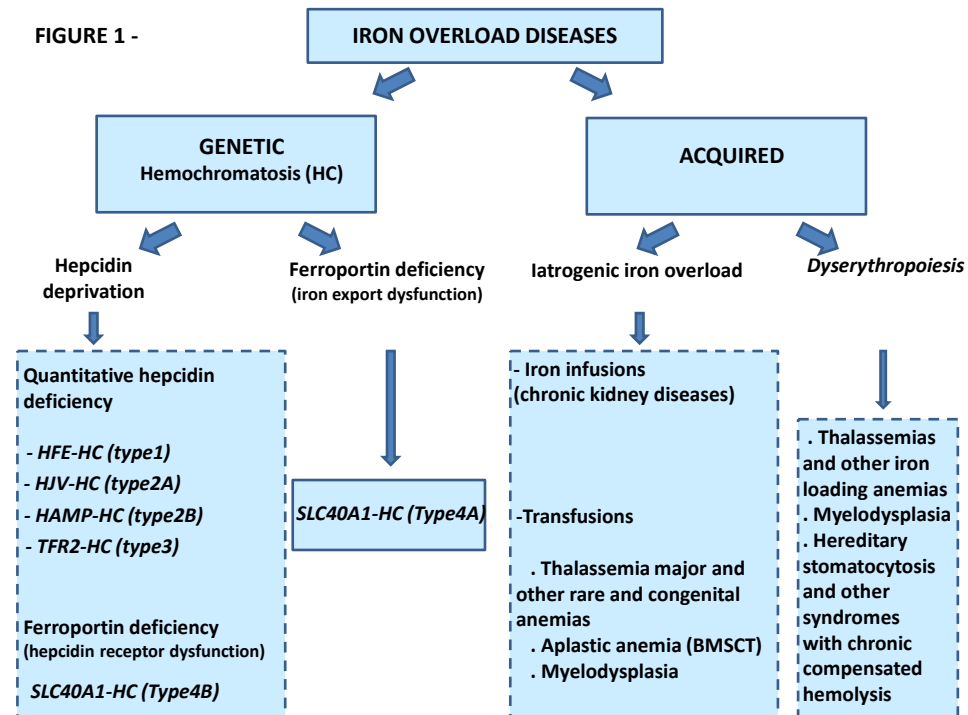 FIGURE 1 -
IRON OVERLOAD DISEASES
GENETIC
Hemochromatosis (HC)
ACQUIRED
Hepcidin
deprivation
Ferroportin deficiency
(iron export dysfunction)
Iatrogenic iron overload
Dyserythropoiesis
Quantitative hepcidin
deficiency
- HFE-HC (type1)
- HJV-HC (type2A)
- HAMP-HC (type2B)
- TFR2-HC (type3)
Ferroportin deficiency
(hepcidin receptor dysfunction)
SLC40A1-HC (Type4B)
SLC40A1-HC (Type4A)
- Iron infusions
(chronic kidney diseases)
-Transfusions
. Thalassemia major and
other rare and congenital
anemias
. Aplastic anemia (BMSCT)
. Myelodysplasia
. Thalassemias
and other iron
loading anemias
. Myelodysplasia
. Hereditary
stomatocytosis
and other
syndromes
with chronic
compensated
hemolysis